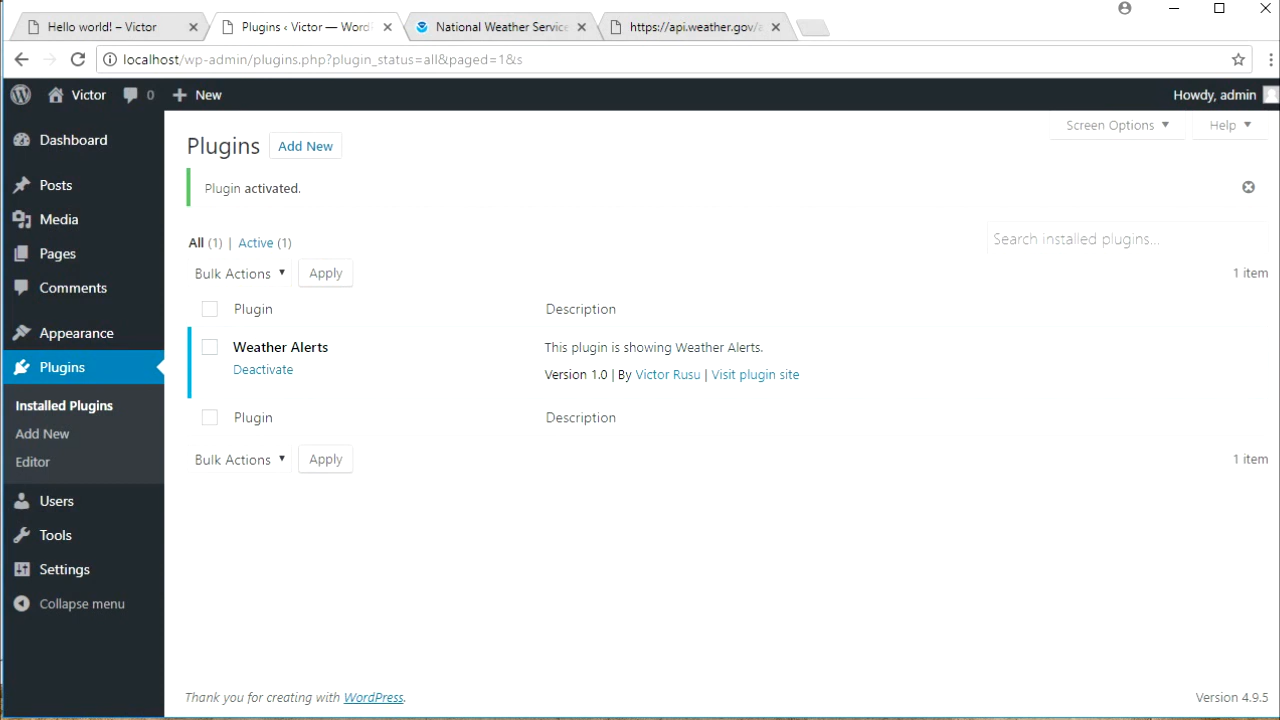 Hello world! – Victor
Plugins ‹ Victor — WordP
National Weather Service
https://api.weather.gov/a
localhost/wp-admin/plugins.php?plugin_status=all&paged=1&s
Victor 0 New Howdy, admin
Dashboard
Posts
Media
Pages
Comments
Appearance
Plugins
Installed Plugins
Add New
Editor
Users
Tools
Settings
Collapse menu
Screen Options ▼ Help ▼
Plugins Add New
Plugin activated.
All (1) | Active (1)
Search installed plugins...
Bulk Actions ▼ Apply 1 item
Plugin Description
Weather Alerts This plugin is showing Weather Alerts.
Deactivate Version 1.0 | By Victor Rusu | Visit plugin site
Plugin Description
Bulk Actions ▼ Apply 1 item
Thank you for creating with WordPress. Version 4.9.5